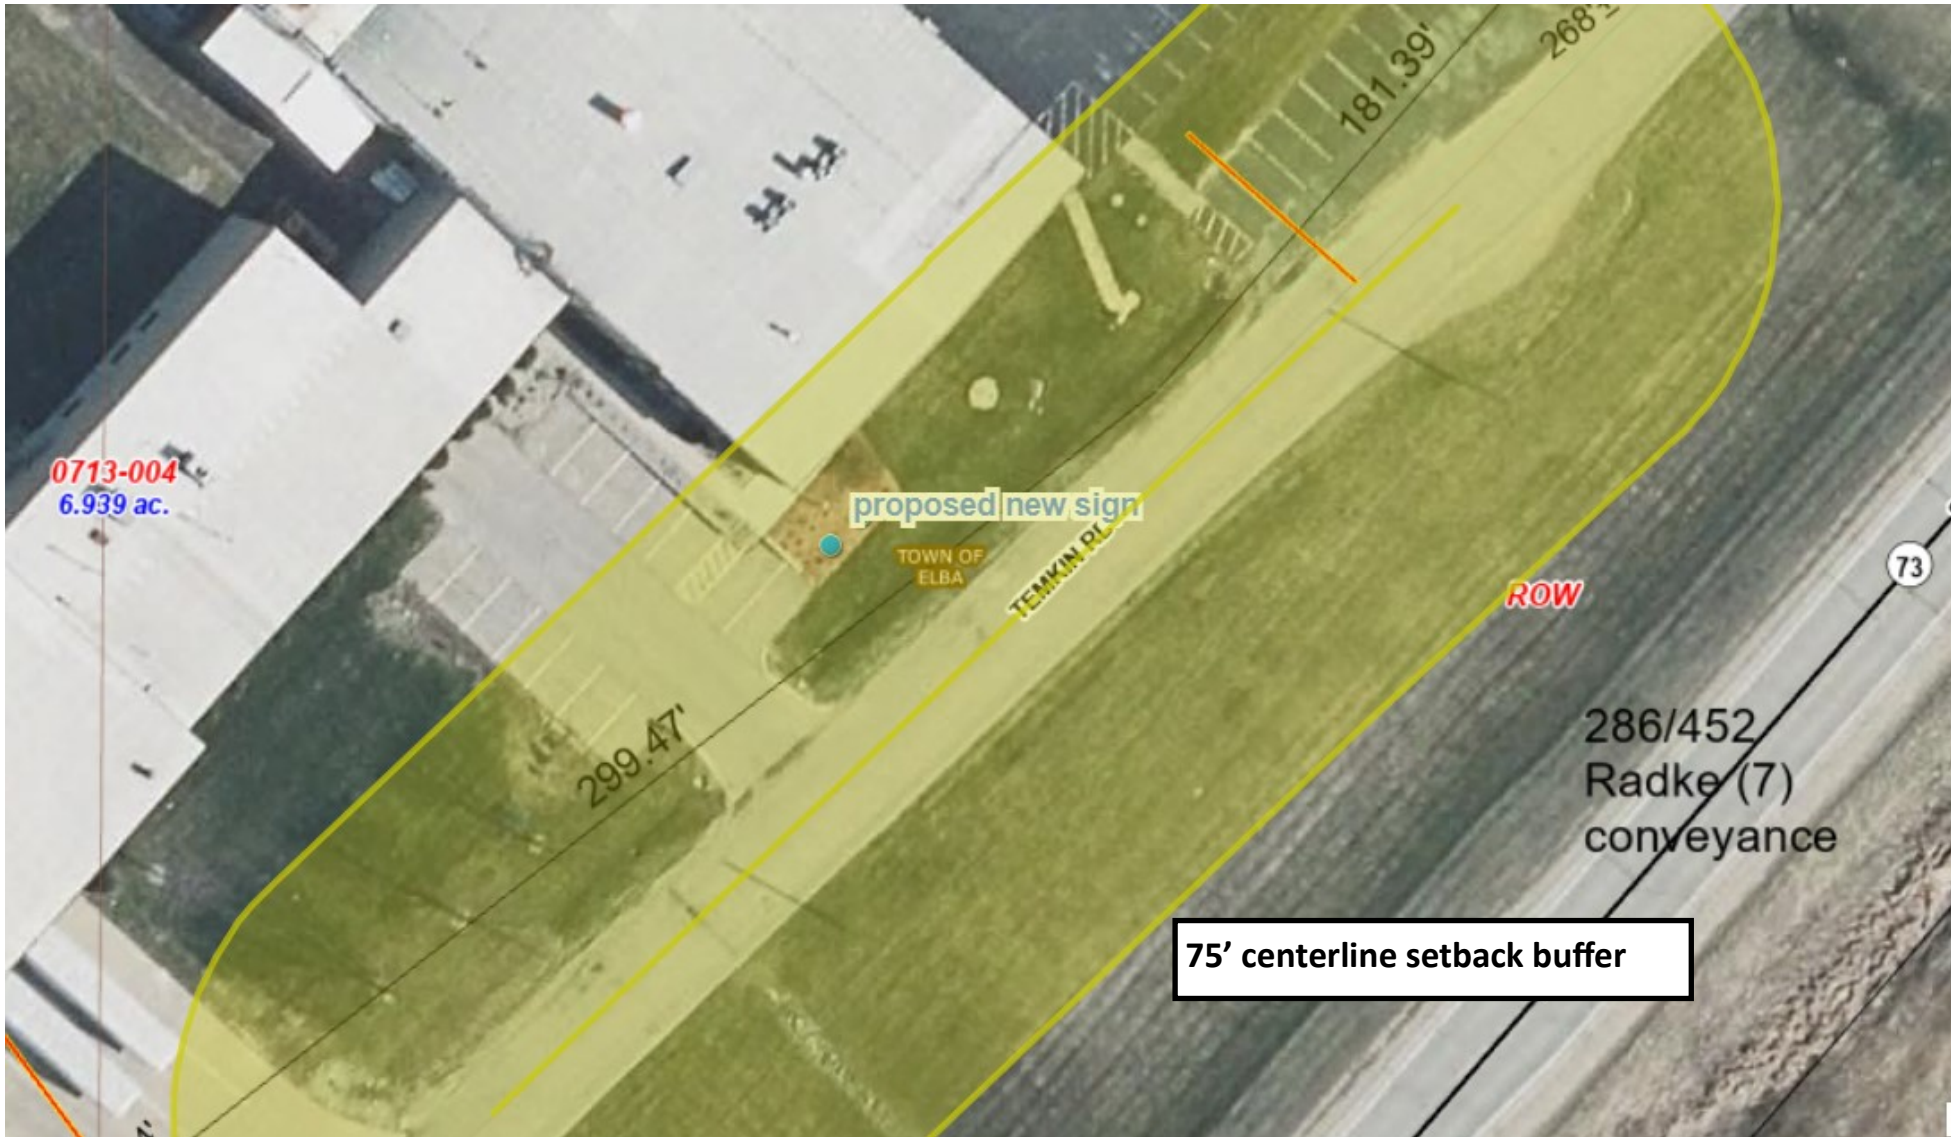 181.39'
0713-004
6.939 ac.
proposed new sign
TOWN OF
ELBA
TEMKIN RD
73
ROW
299.47'
286/452
Radke (7)
conveyance
75’ centerline setback buffer